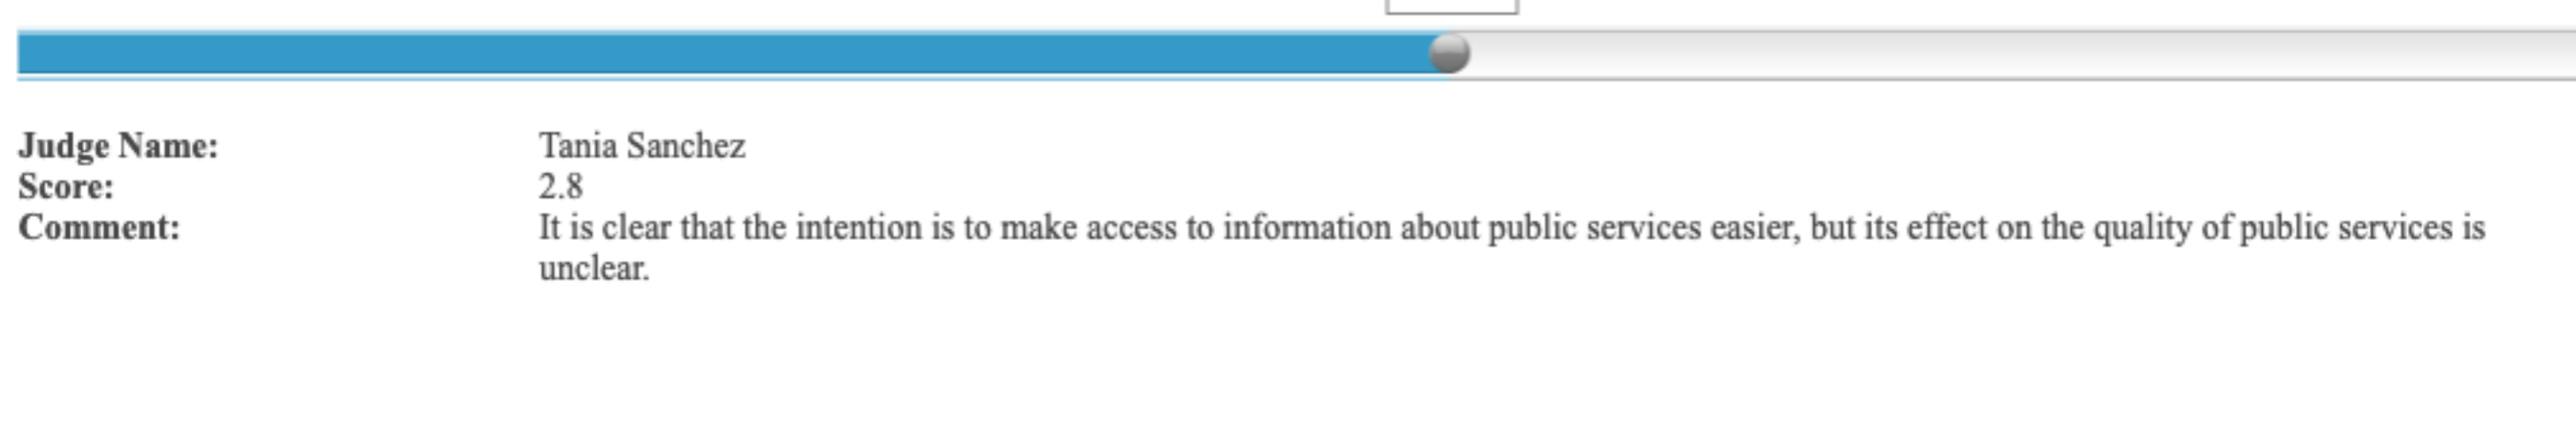 Judge Name: Tania Sanchez
Score: 2.8
Comment: It is clear that the intention is to make access to information about public services easier, but its effect on the quality of public services is
unclear.